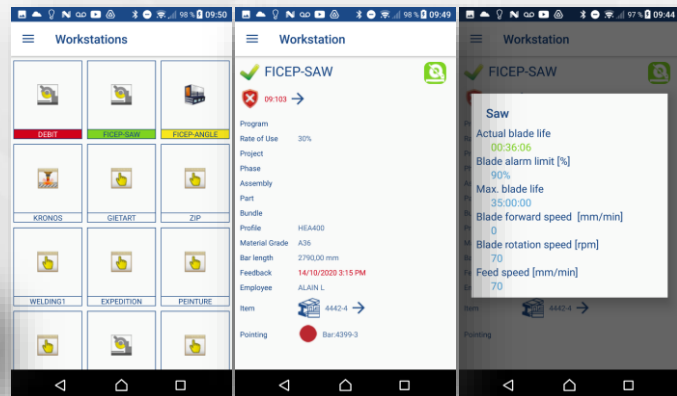 98 % 09:50
Workstations
DEBIT
FICEP-SAW
FICEP-ANGLE
KRONOS
GIETART
ZIP
WELDING1
EXPEDITION
PEINTURE
98 % 09:49
Workstation
FICEP-SAW
09:103
Program
Rate of Use 30%
Project
Phase
Assembly
Part
Bundle
Profile HEA400
Material Grade A36
Bar length 2790,00 mm
Feedback 14/10/2020 3:15 PM
Employee ALAIN L
Item 4442-4
Pointing Bar:4399-3
97 % 09:44
Workstation
FICEP-SAW
Saw
Actual blade life
00:36:06
Blade alarm limit [%]
90%
Max. blade life
35:00:00
Blade forward speed [mm/min]
0
Blade rotation speed [rpm]
70
Feed speed [mm/min]
70
Item 4442-4
Pointing